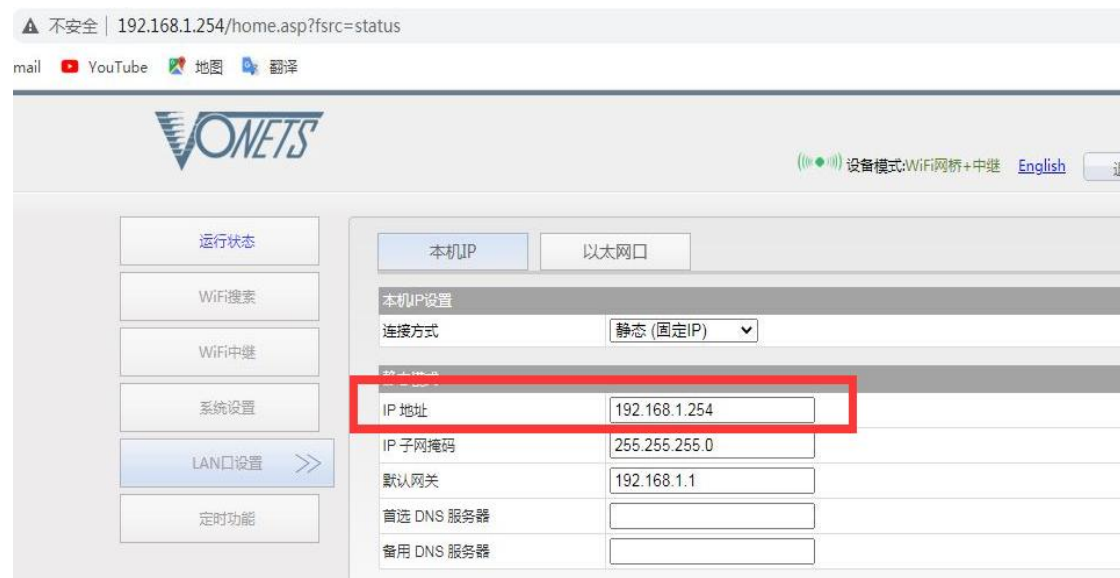 不安全 | 192.168.1.254/home.asp?fsrc=status
mail YouTube 地图 翻译
VONETS
设备模式:WiFi网桥+中继 English
运行状态
WiFi搜索
WiFi中继
系统设置
LAN口设置
定时功能
本机IP 以太网口
本机IP设置
连接方式 静态 (固定IP)
静态模式
IP 地址 192.168.1.254
IP 子网掩码 255.255.255.0
默认网关 192.168.1.1
首选 DNS 服务器
备用 DNS 服务器